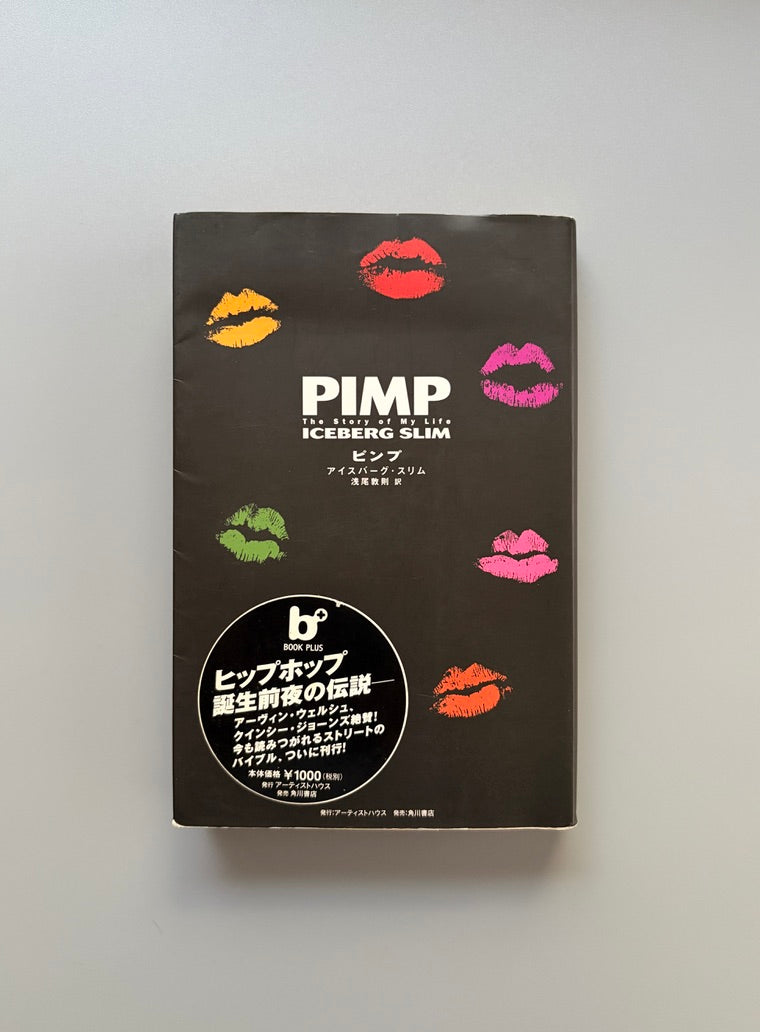 PIMP
The Story of My Life
ICEBERG SLIM
ピンプ
アイスバーグ・スリム
浅尾敦則 訳
b+
BOOK PLUS
ヒップホップ
誕生前夜の伝説
アーヴィン・ウェルシュ、
クインシー・ジョーンズ絶賛!
今も読みつがれるストリートの
バイブル、ついに刊行!
本体価格 ¥1000(税別)
発行 アーティストハウス
発売 角川書店
発行:アーティストハウス 発売:角川書店